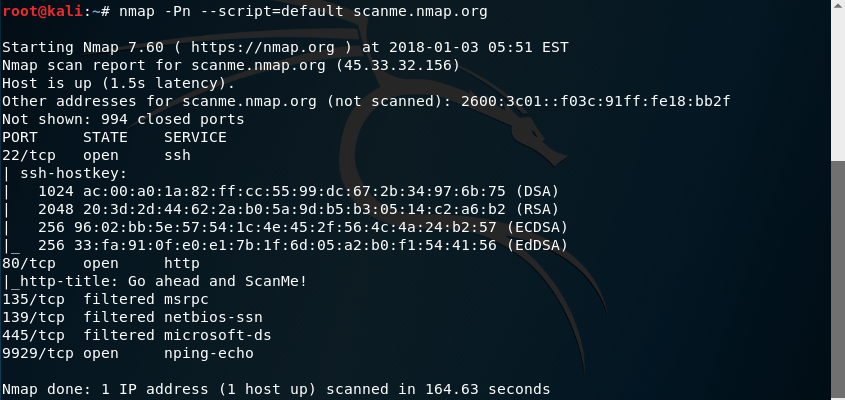 root@kali:~# nmap -Pn --script=default scanme.nmap.org
Starting Nmap 7.60 ( https://nmap.org ) at 2018-01-03 05:51 EST
Nmap scan report for scanme.nmap.org (45.33.32.156)
Host is up (1.5s latency).
Other addresses for scanme.nmap.org (not scanned): 2600:3c01::f03c:91ff:fe18:bb2f
Not shown: 994 closed ports
PORT     STATE    SERVICE
22/tcp   open     ssh
| ssh-hostkey:
|   1024 ac:00:a0:1a:82:ff:cc:55:99:dc:67:2b:34:97:6b:75 (DSA)
|   2048 20:3d:2d:44:62:2a:b0:5a:9d:b5:b3:05:14:c2:a6:b2 (RSA)
|   256 96:02:bb:5e:57:54:1c:4e:45:2f:56:4c:4a:24:b2:57 (ECDSA)
|_  256 33:fa:91:0f:e0:e1:7b:1f:6d:05:a2:b0:f1:54:41:56 (EdDSA)
80/tcp   open     http
|_http-title: Go ahead and ScanMe!
135/tcp  filtered msrpc
139/tcp  filtered netbios-ssn
445/tcp  filtered microsoft-ds
9929/tcp open     nping-echo
Nmap done: 1 IP address (1 host up) scanned in 164.63 seconds